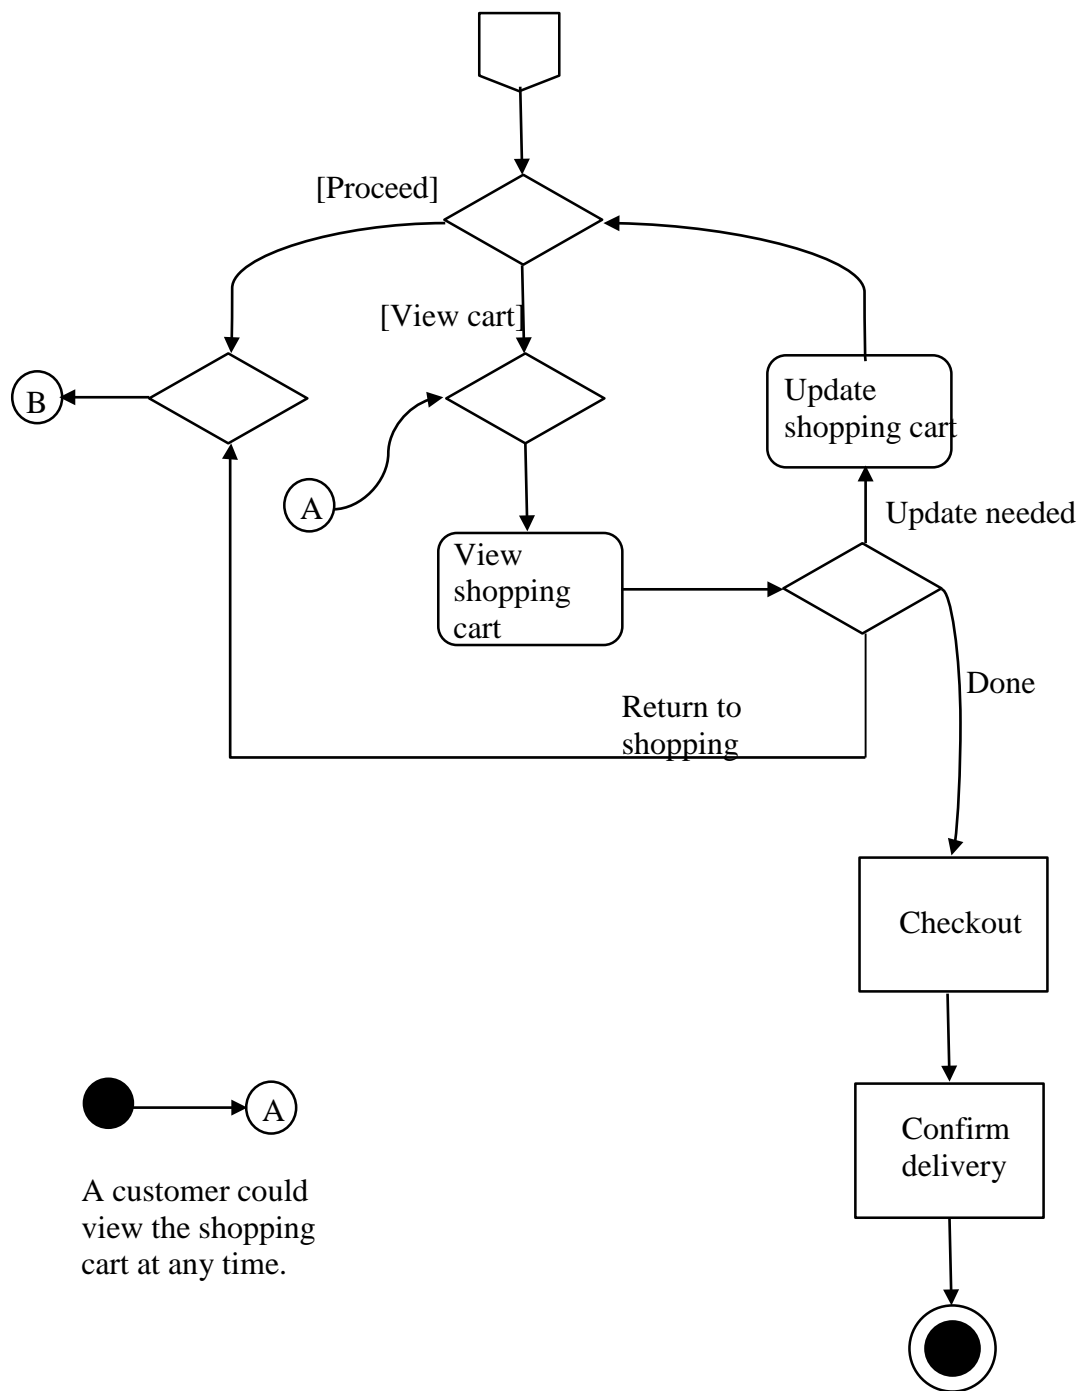 [Proceed]
[View cart]
B
Update
shopping cart
A
Update needed
View
shopping
cart
Done
Return to
shopping
Checkout
A
Confirm
delivery
A customer could
view the shopping
cart at any time.